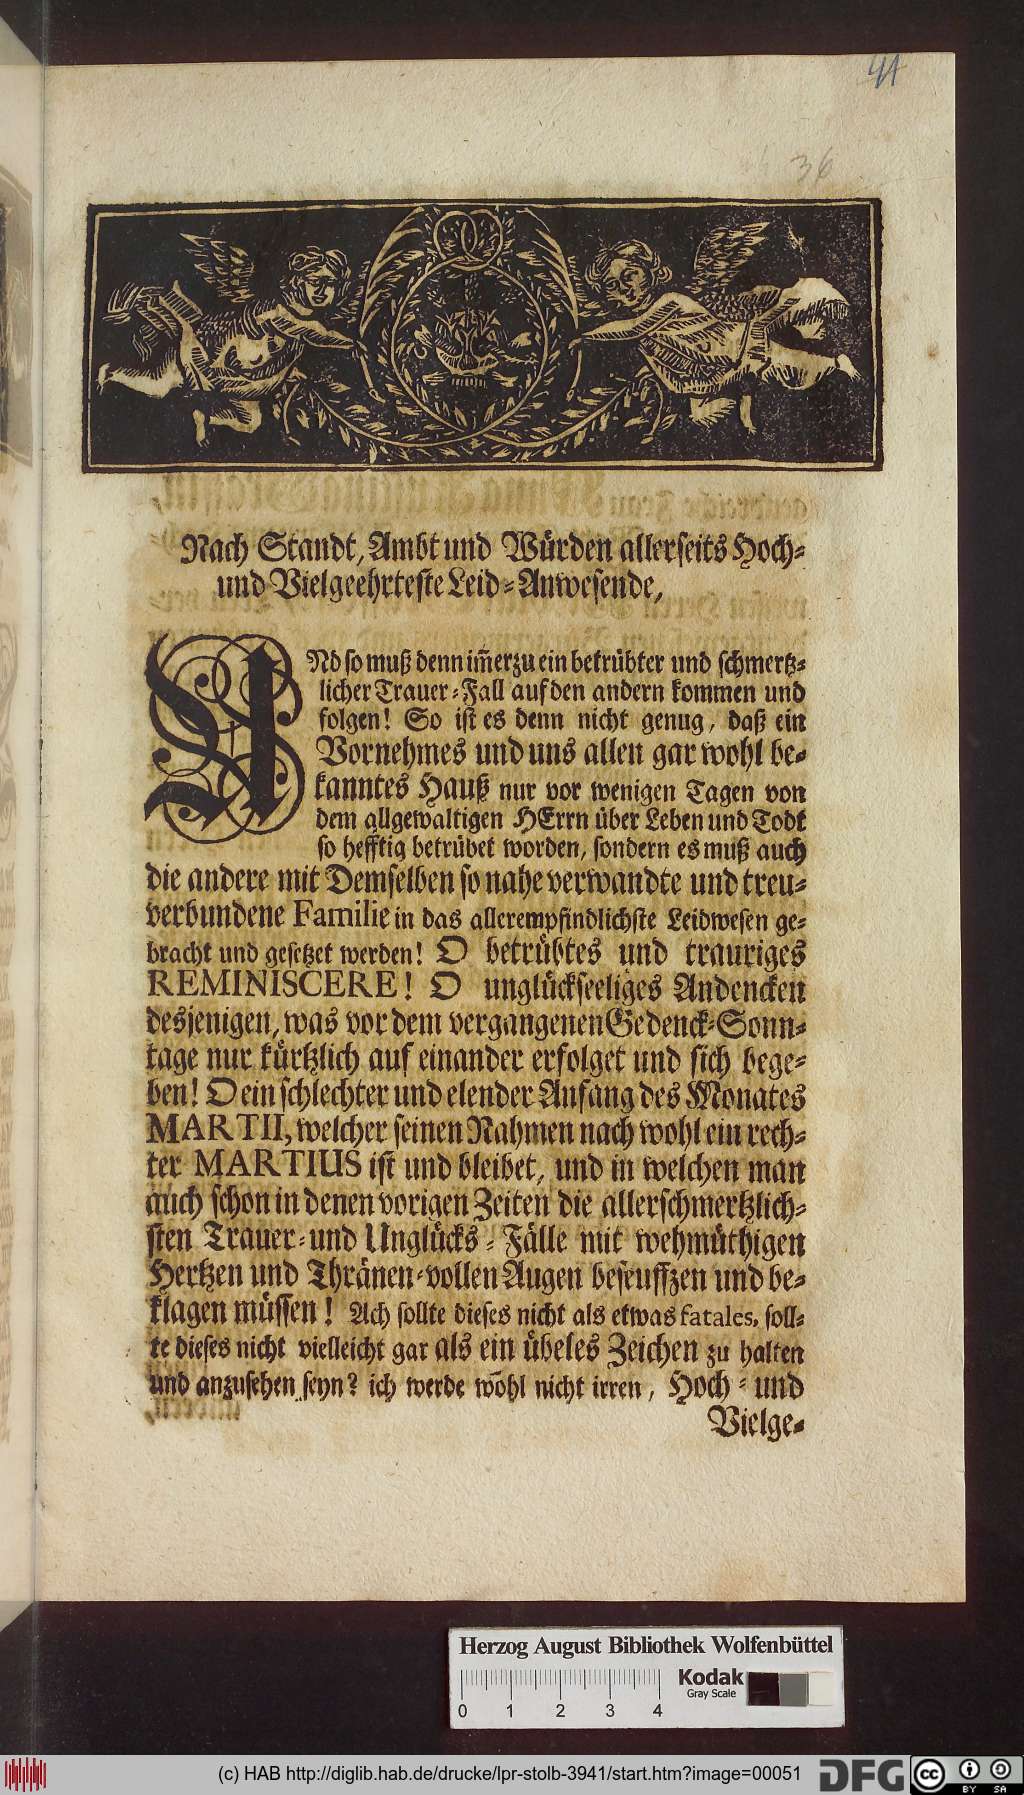 41
36
Nach Standt, Ambt und Würden allerseits Hoch-
und Vielgeehrteste Leid-Anwesende,
UNd so muß denn im̃erzu ein betrübter und schmertz-
licher Trauer-Fall auf den andern kommen und
folgen! So ist es denn nicht genug, daß ein
Vornehmes und uns allen gar wohl be-
kanntes Hauß nur vor wenigen Tagen von
dem allgewaltigen HErrn über Leben und Todt
so hefftig betrübet worden, sondern es muß auch
die andere mit Demselben so nahe verwandte und treu-
verbundene Familie in das allerempfindlichste Leidwesen ge-
bracht und gesetzet werden! O betrübtes und trauriges
REMINISCERE! O unglückseeliges Andencken
desjenigen, was vor dem vergangenen Gedenck-Sonn-
tage nur kürtzlich auf einander erfolget und sich bege-
ben! O ein schlechter und elender Anfang des Monates
MARTII, welcher seinen Nahmen nach wohl ein rech-
ter MARTIUS ist und bleibet, und in welchen man
auch schon in denen vorigen Zeiten die allerschmertzlich-
sten Trauer-und Unglücks-Fälle mit wehmüthigen
Hertzen und Thränen-vollen Augen beseuffzen und be-
klagen müssen! Ach sollte dieses nicht als etwas fatales, soll-
te dieses nicht vielleicht gar als ein übeles Zeichen zu halten
und anzusehen seyn? ich werde wohl nicht irren, Hoch-und
Vielge-
Herzog August Bibliothek Wolfenbüttel
Kodak
Gray Scale
0 1 2 3 4
(c) HAB http://diglib.hab.de/drucke/lpr-stolb-3941/start.htm?image=00051
DFG
cc BY SA